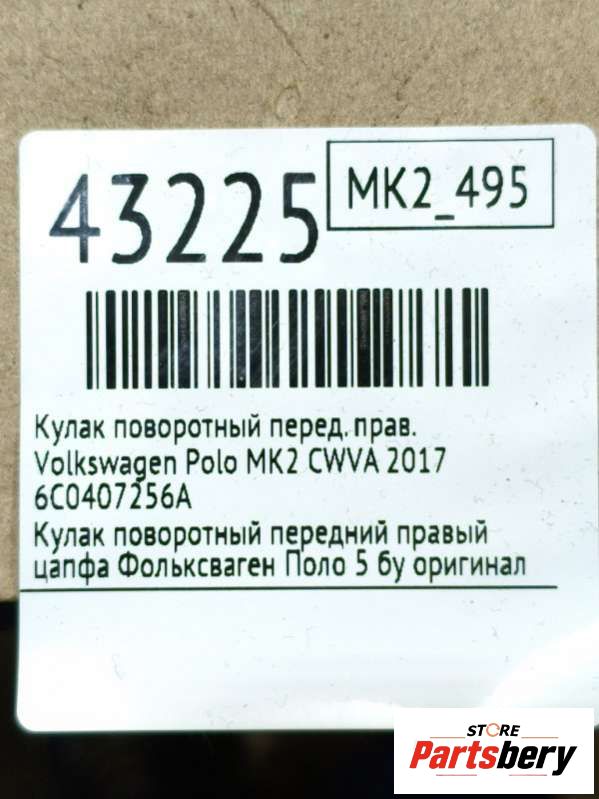 43225
MK2_495
Кулак поворотный перед. прав.
Volkswagen Polo MK2 CWVA 2017
6C0407256A
Кулак поворотный передний правый
цапфа Фольксваген Поло 5 бу оригинал
STORE
Partsbery